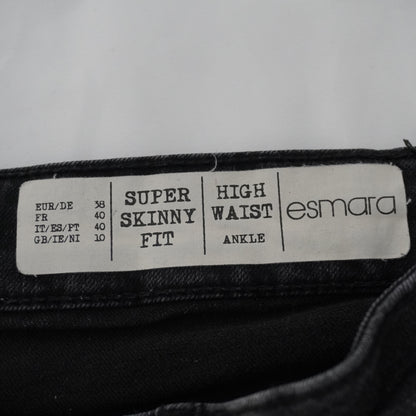 EUR/DE 38
FR 40
IT/ES/PT 40
GB/IE/NI 10
SUPER
SKINNY
FIT
HIGH
WAIST
ANKLE
esmara